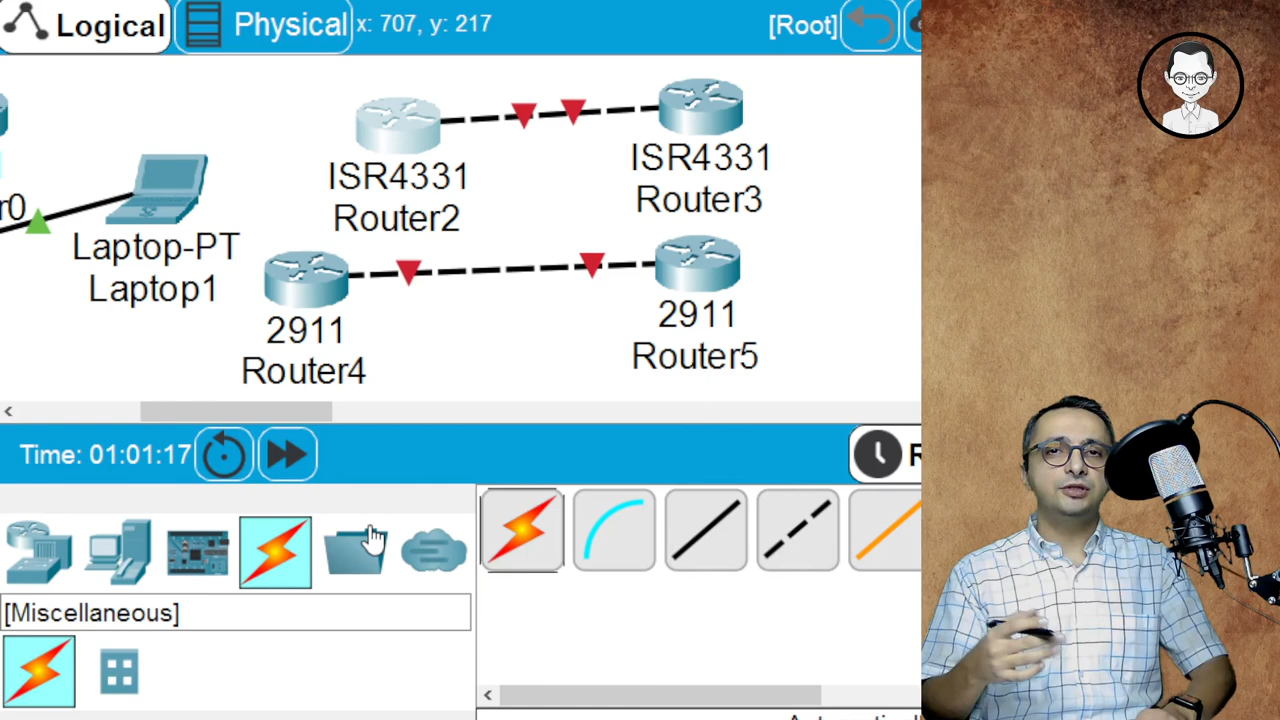 Logical
Physical
x: 707, y: 217
[Root]
ISR4331
Router2
ISR4331
Router3
Laptop-PT
Laptop1
2911
Router4
2911
Router5
Time: 01:01:17
[Miscellaneous]